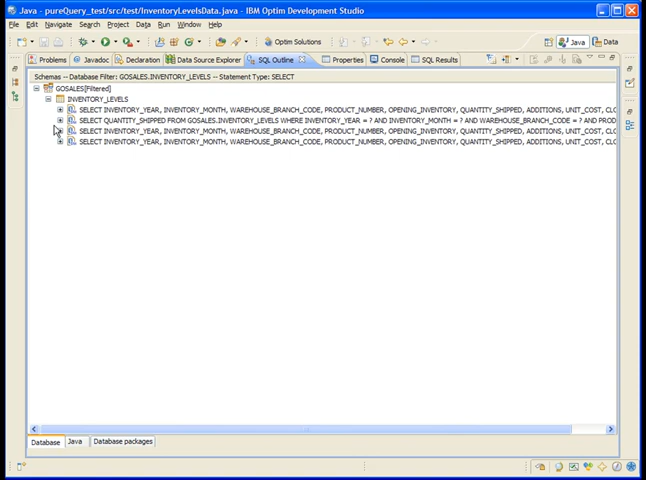 Java - pureQuery_test/src/test/InventoryLevelsData.java - IBM Optim Development Studio
File Edit Navigate Search Project Data Run Window Help
Optim Solutions Java Data
Problems Javadoc Declaration Data Source Explorer SQL Outline Properties Console SQL Results
Schemas -- Database Filter: GOSALES.INVENTORY_LEVELS -- Statement Type: SELECT
GOSALES[Filtered]
INVENTORY_LEVELS
SELECT INVENTORY_YEAR, INVENTORY_MONTH, WAREHOUSE_BRANCH_CODE, PRODUCT_NUMBER, OPENING_INVENTORY, QUANTITY_SHIPPED, ADDITIONS, UNIT_COST, CLO
SELECT QUANTITY_SHIPPED FROM GOSALES.INVENTORY_LEVELS WHERE INVENTORY_YEAR = ? AND INVENTORY_MONTH = ? AND WAREHOUSE_BRANCH_CODE = ? AND PROD
SELECT INVENTORY_YEAR, INVENTORY_MONTH, WAREHOUSE_BRANCH_CODE, PRODUCT_NUMBER, OPENING_INVENTORY, QUANTITY_SHIPPED, ADDITIONS, UNIT_COST, CLO
SELECT INVENTORY_YEAR, INVENTORY_MONTH, WAREHOUSE_BRANCH_CODE, PRODUCT_NUMBER, OPENING_INVENTORY, QUANTITY_SHIPPED, ADDITIONS, UNIT_COST, CLO
Database Java Database packages